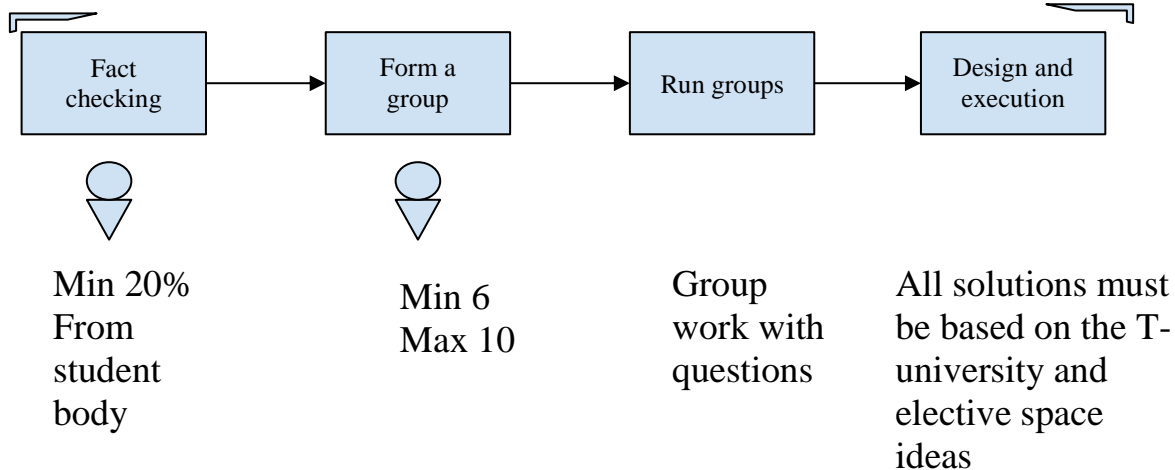 Fact
checking
Form a
group
Run groups
Design and
execution
Min 20%
From
student
body
Min 6
Max 10
Group
work with
questions
All solutions must
be based on the T-
university and
elective space
ideas